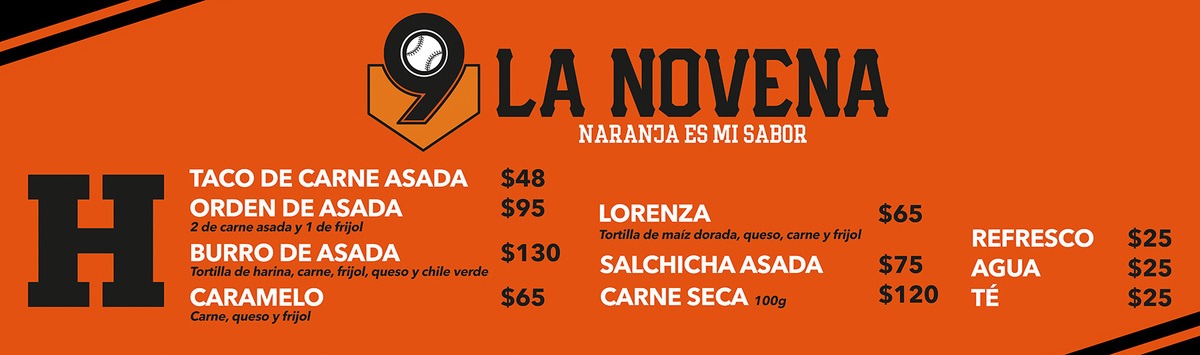 9
LA NOVENA
NARANJA ES MI SABOR
H
TACO DE CARNE ASADA $48
ORDEN DE ASADA $95
2 de carne asada y 1 de frijol
BURRO DE ASADA $130
Tortilla de harina, carne, frijol, queso y chile verde
CARAMELO $65
Carne, queso y frijol
LORENZA $65
Tortilla de maíz dorada, queso, carne y frijol
SALCHICHA ASADA $75
CARNE SECA 100g $120
REFRESCO $25
AGUA $25
TÉ $25